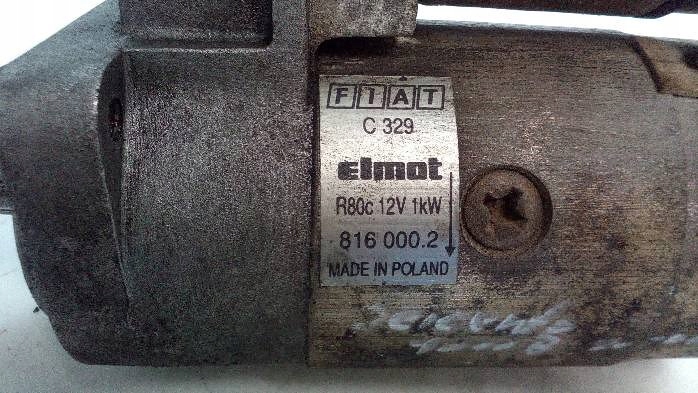 FIAT
C 329
elmot
R80c 12V 1kW
816 000.2
MADE IN POLAND